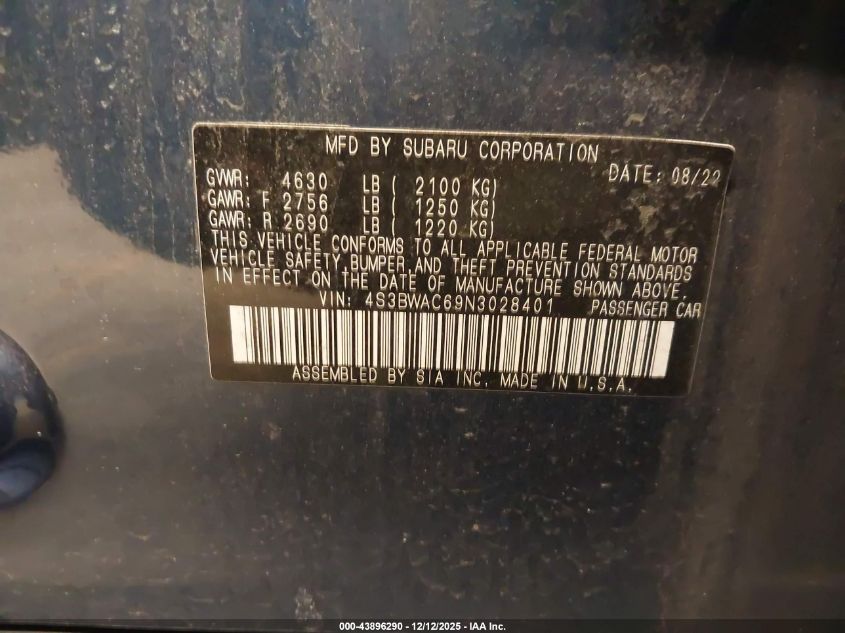 MFD BY SUBARU CORPORATION
DATE: 08/22
GVWR: 4630 LB ( 2100 KG)
GAWR: F 2756 LB ( 1250 KG)
GAWR: R 2690 LB ( 1220 KG)
THIS VEHICLE CONFORMS TO ALL APPLICABLE FEDERAL MOTOR
VEHICLE SAFETY BUMPER,AND THEFT PREVENTION STANDARDS
IN EFFECT ON THE DATE OF MANUFACTURE SHOWN ABOVE.
VIN: 4S3BWAC69N3028401 PASSENGER CAR
ASSEMBLED BY SIA INC. MADE IN U.S.A.
000-43896290 - 12/12/2025 - IAA Inc.